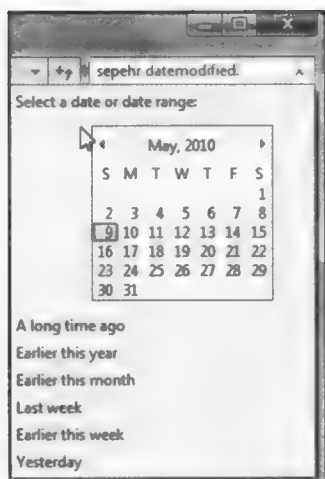 sepehr datemodified.
Select a date or date range:
May, 2010
S M T W T F S
1
2 3 4 5 6 7 8
9 10 11 12 13 14 15
16 17 18 19 20 21 22
23 24 25 26 27 28 29
30 31
A long time ago
Earlier this year
Earlier this month
Last week
Earlier this week
Yesterday